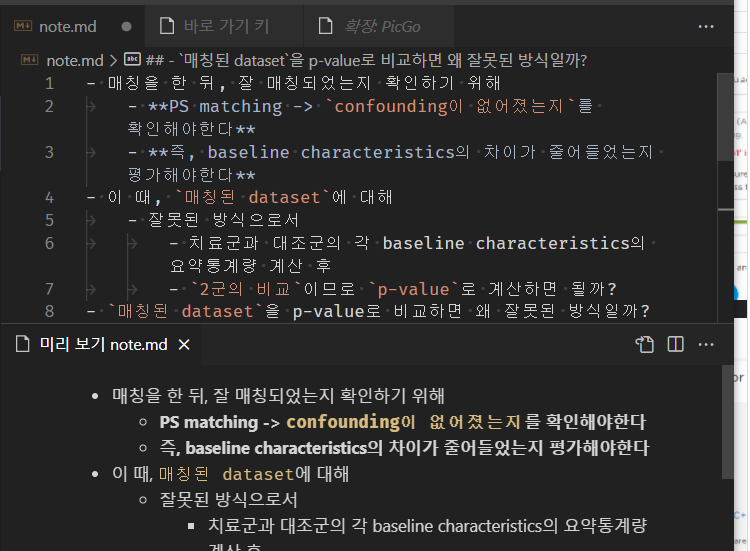 note.md
바로 가기 키
확장: PicGo
note.md > ## - `매칭된 dataset`을 p-value로 비교하면 왜 잘못된 방식일까?
1 - 매칭을 한 뒤, 잘 매칭되었는지 확인하기 위해
2 - **PS matching -> `confounding이 없어졌는지`를
확인해야한다**
3 - **즉, baseline characteristics의 차이가 줄어들었는지
평가해야한다**
4 - 이 때, `매칭된 dataset`에 대해
5 - 잘못된 방식으로서
6 - 치료군과 대조군의 각 baseline characteristics의
요약통계량 계산 후
7 - `2군의 비교`이므로 `p-value`로 계산하면 될까?
8 - `매칭된 dataset`을 p-value로 비교하면 왜 잘못된 방식일까?
미리 보기 note.md
• 매칭을 한 뒤, 잘 매칭되었는지 확인하기 위해
PS matching -> confounding이 없어졌는지를 확인해야한다
즉, baseline characteristics의 차이가 줄어들었는지 평가해야한다
• 이 때, 매칭된 dataset에 대해
잘못된 방식으로서
치료군과 대조군의 각 baseline characteristics의 요약통계량
계산 후